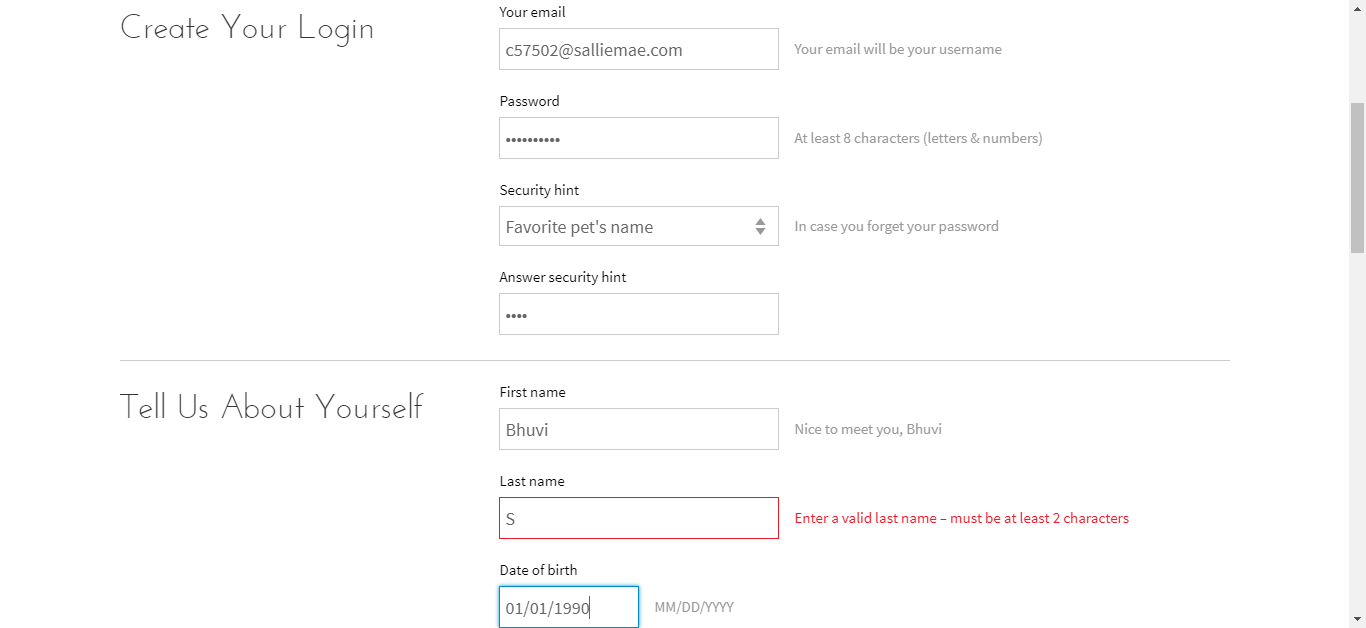 Create Your Login
Your email
c57502@salliemae.com
Your email will be your username
Password
••••••••••
At least 8 characters (letters & numbers)
Security hint
Favorite pet's name
In case you forget your password
Answer security hint
••••
Tell Us About Yourself
First name
Bhuvi
Nice to meet you, Bhuvi
Last name
S
Enter a valid last name – must be at least 2 characters
Date of birth
01/01/1990
MM/DD/YYYY